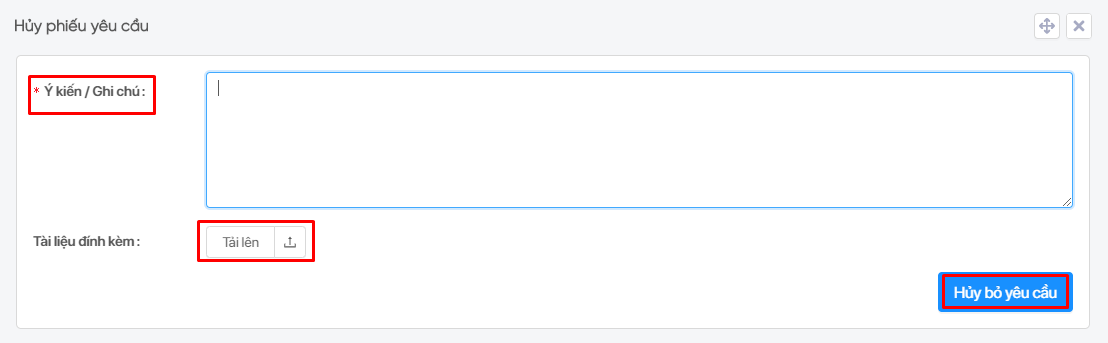 Hủy phiếu yêu cầu
* Ý kiến / Ghi chú :
Tài liệu đính kèm :
Tải lên
Hủy bỏ yêu cầu